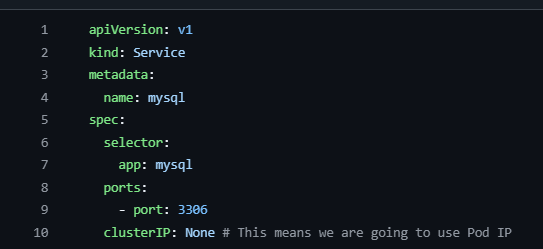 1 apiVersion: v1
2 kind: Service
3 metadata:
4   name: mysql
5 spec:
6   selector:
7     app: mysql
8   ports:
9     - port: 3306
10   clusterIP: None # This means we are going to use Pod IP